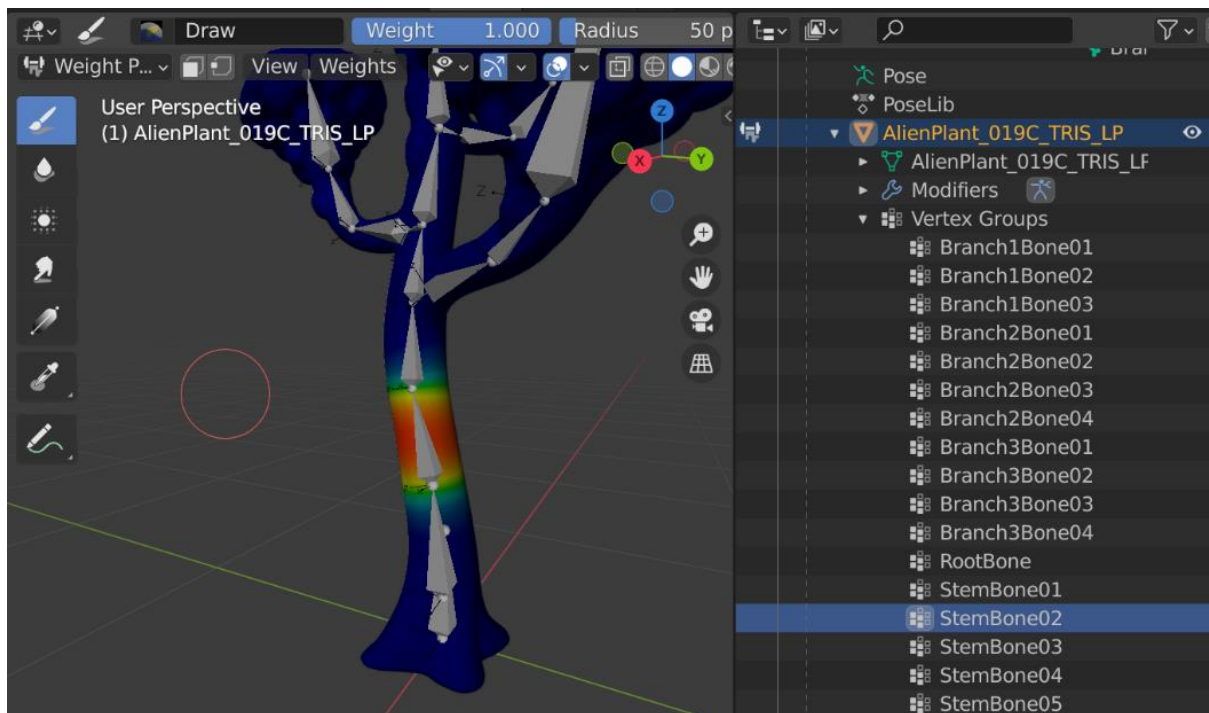 Draw
Weight 1.000
Radius 50 p
Weight P...
View
Weights
User Perspective
(1) AlienPlant_019C_TRIS_LP
Z
X
Y
Z
Pose
PoseLib
AlienPlant_019C_TRIS_LP
AlienPlant_019C_TRIS_LF
Modifiers
Vertex Groups
Branch1Bone01
Branch1Bone02
Branch1Bone03
Branch2Bone01
Branch2Bone02
Branch2Bone03
Branch2Bone04
Branch3Bone01
Branch3Bone02
Branch3Bone03
Branch3Bone04
RootBone
StemBone01
StemBone02
StemBone03
StemBone04
StemBone05